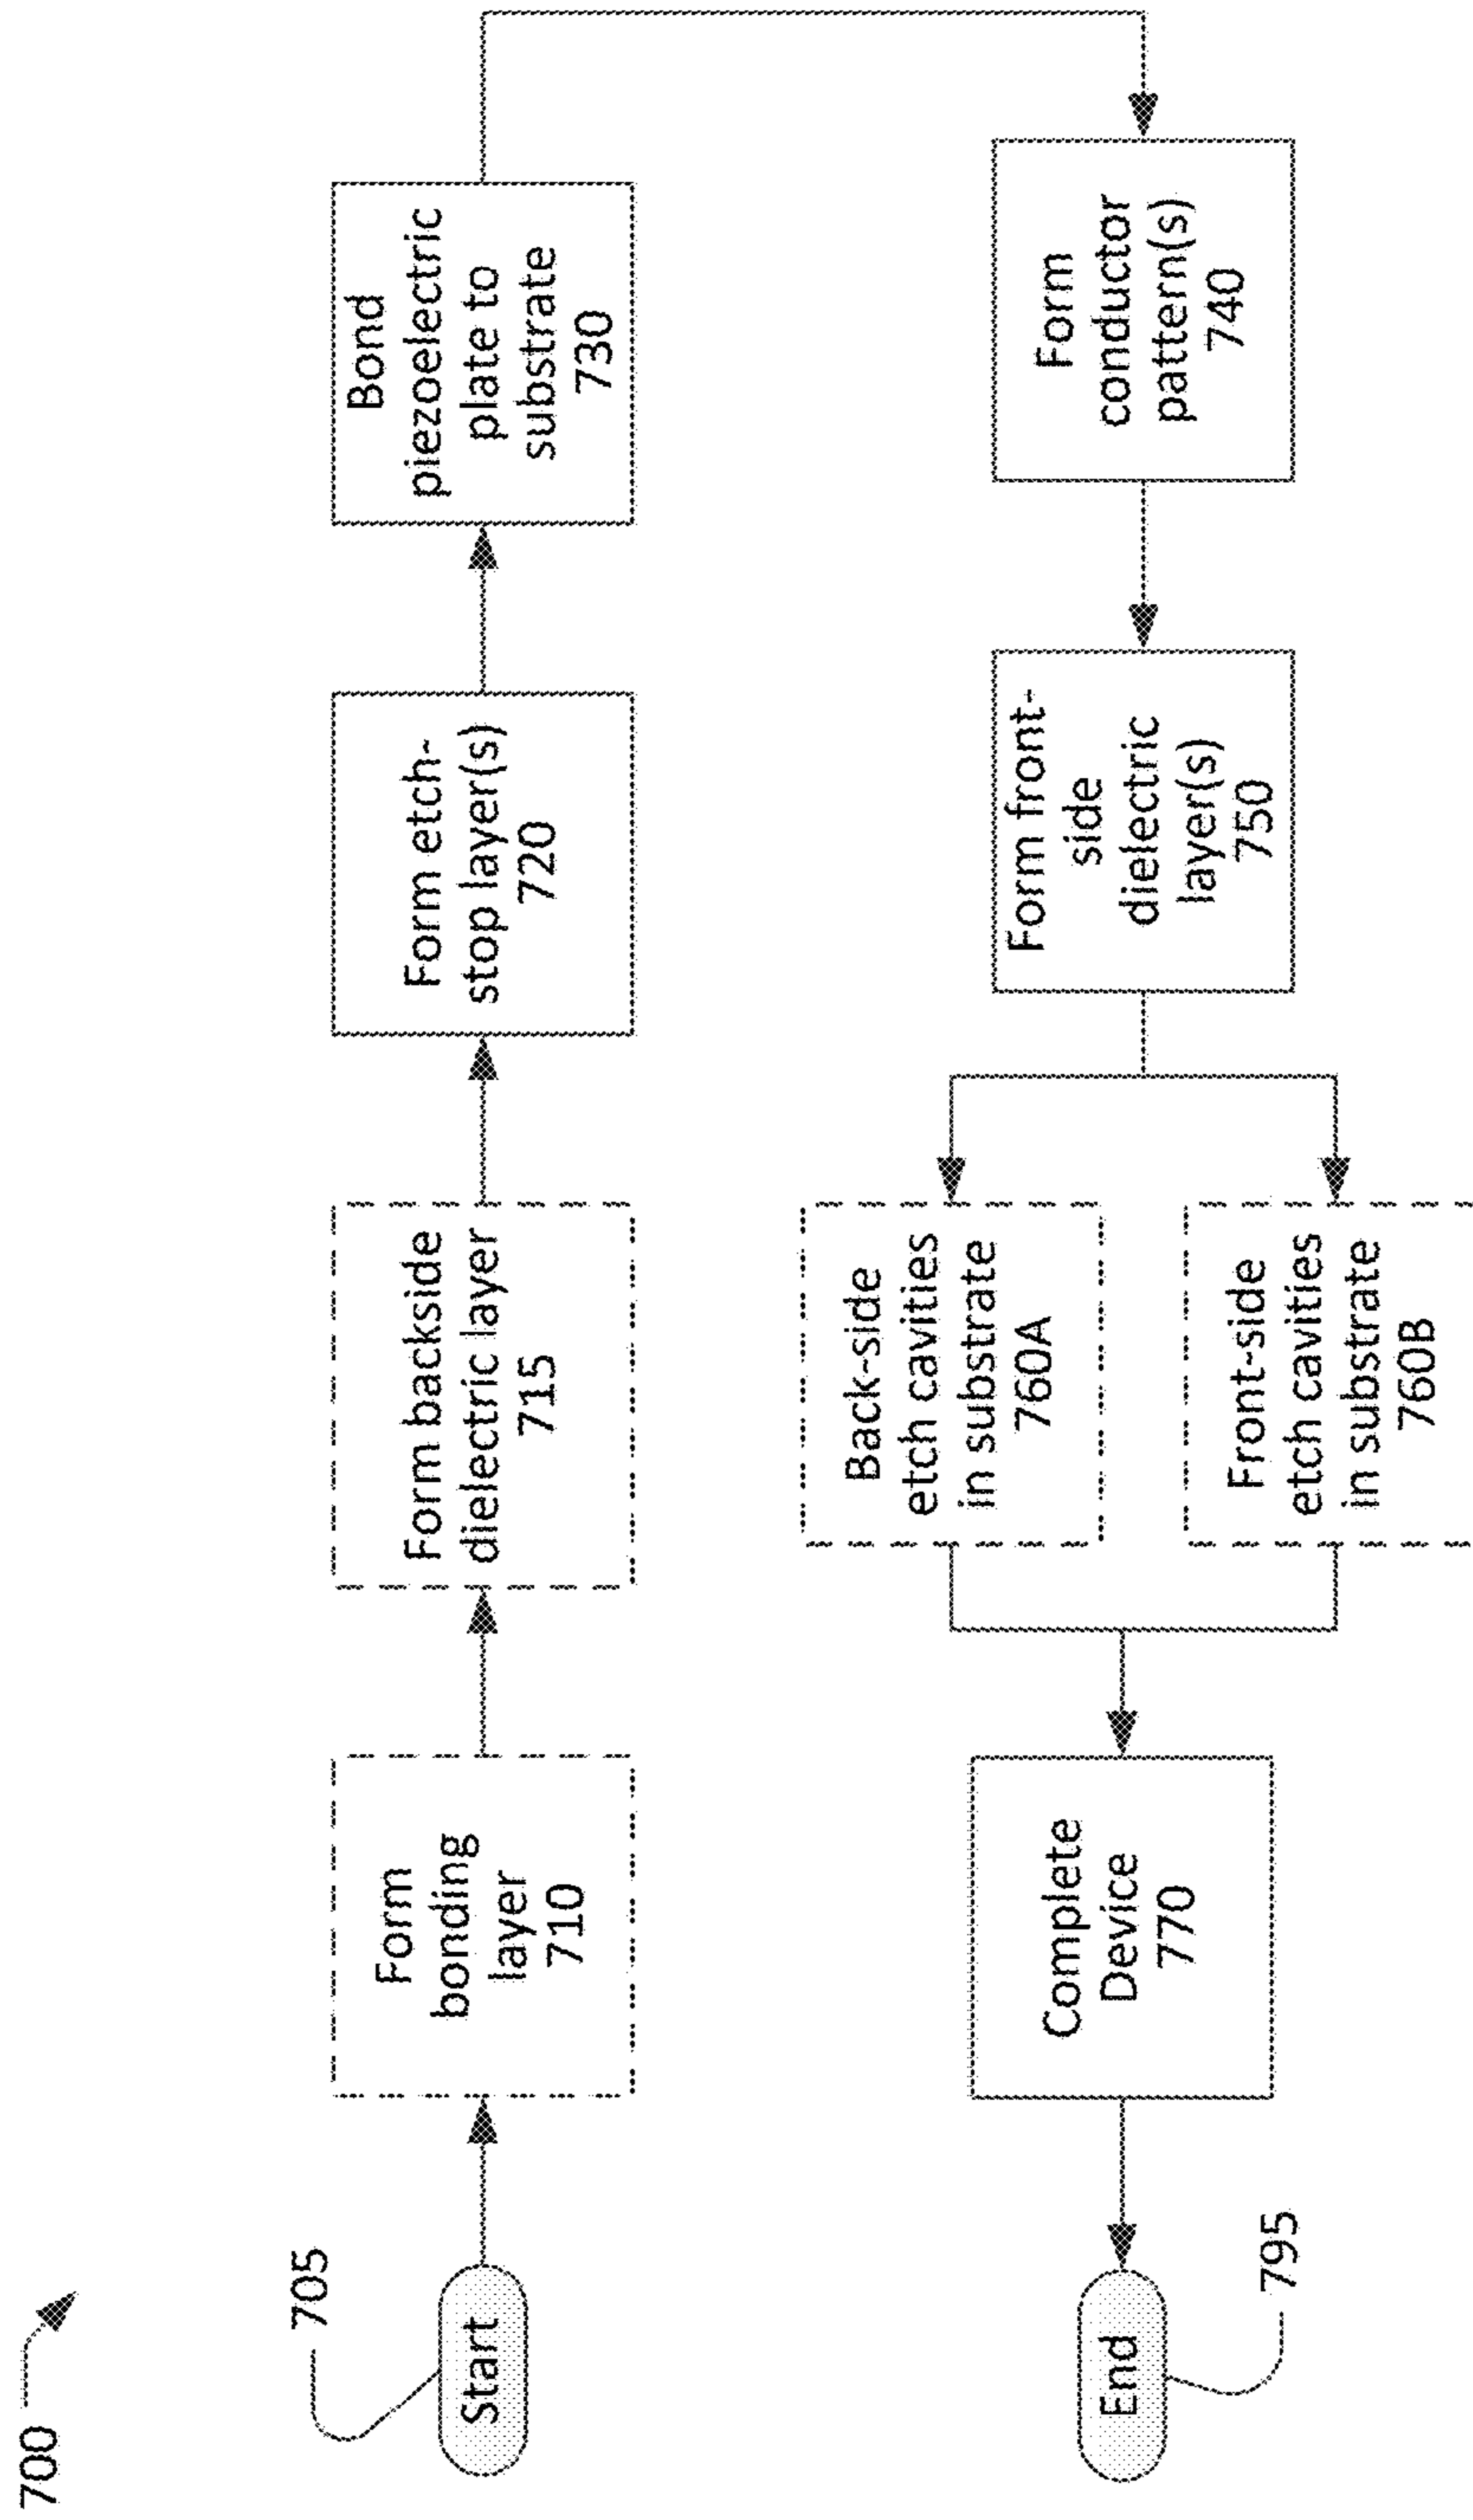 700
705
Start
Form
bonding
layer
710
Form backside
dielectric layer
715
Form etch-
stop layer(s)
720
Bond
piezoelectric
plate to
substrate
730
Form
conductor
pattern(s)
740
Form front-
side
dielectric
layer(s)
750
Back-side
etch cavities
in substrate
760A
Front-side
etch cavities
in substrate
760B
Complete
Device
770
End
795